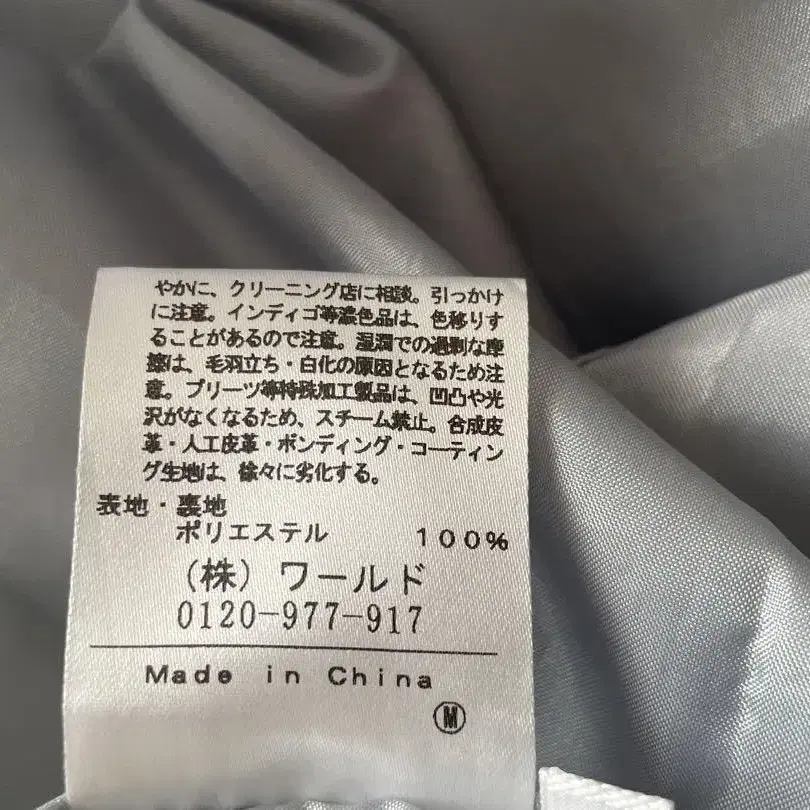 やかに、クリーニング店に相談。引っかけ
に注意。インディゴ等濃色品は、色移りす
ることがあるので注意。湿潤での過剰な摩
擦は、毛羽立ち・白化の原因となるため注
意。プリーツ等特殊加工製品は、凹凸や光
沢がなくなるため、スチーム禁止。合成皮
革・人工皮革・ボンディング・コーティン
グ生地は、徐々に劣化する。
表地・裏地
ポリエステル 100%
(株)ワールド
0120-977-917
Made in China
Ⓜ